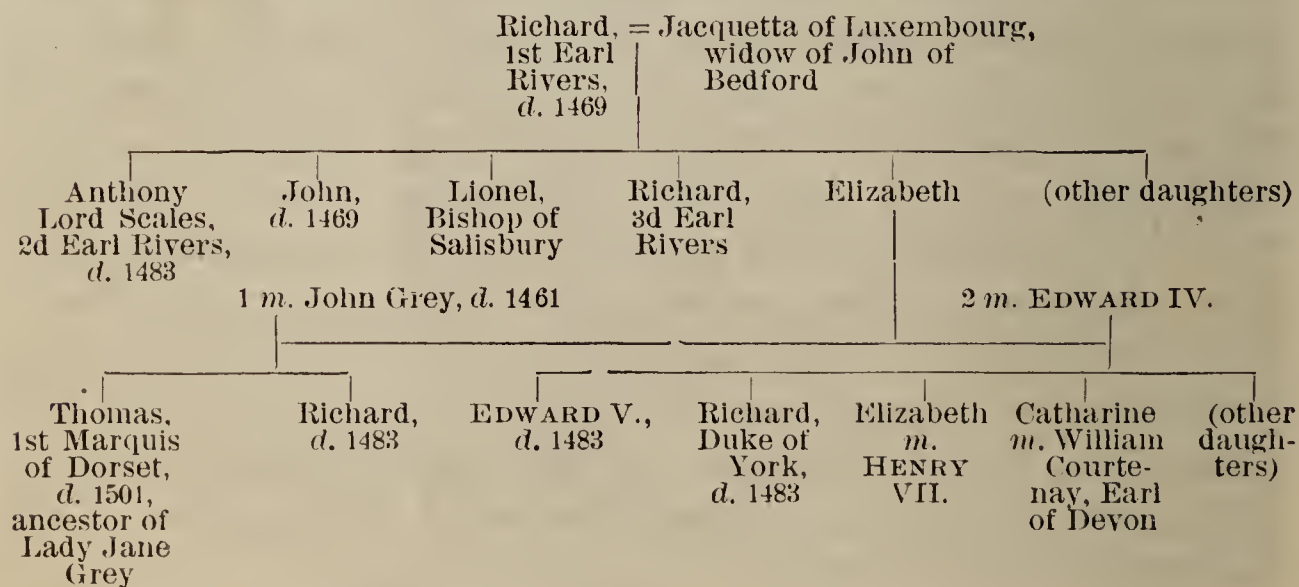 Richard, = Jacquetta of Luxembourg,
1st Earl widow of John of
Rivers, Bedford
d. 1469
Anthony John, Lionel, Richard, Elizabeth (other daughters)
Lord Scales, d. 1469 Bishop of 3d Earl
2d Earl Rivers, Salisbury Rivers
d. 1483
1 m. John Grey, d. 1461 2 m. EDWARD IV.
Thomas, Richard, EDWARD V., Richard, Elizabeth Catharine (other
1st Marquis d. 1483 d. 1483 Duke of m. m. William daugh-
of Dorset, York, HENRY Courte- ters)
d. 1501, d. 1483 VII. nay, Earl
ancestor of of Devon
Lady Jane
Grey